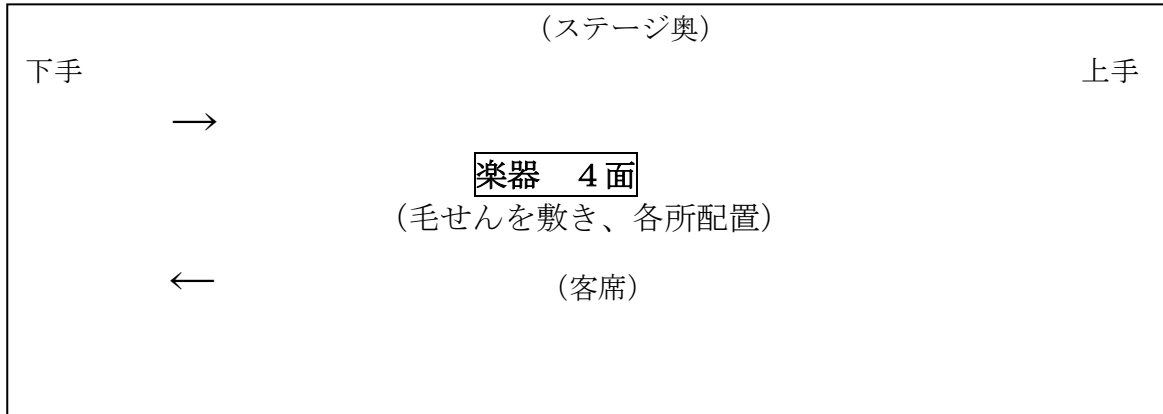 （ステージ奥）
下手 上手
→
楽器　４面
（毛せんを敷き、各所配置）
← （客席）